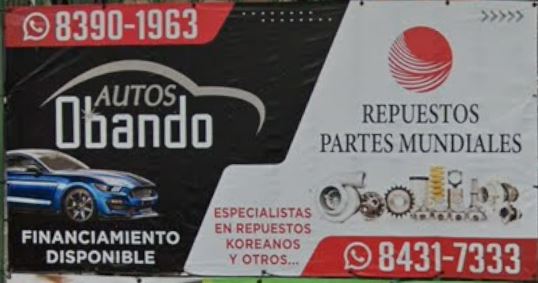 8390-1963
AUTOS
Obando
FINANCIAMIENTO
DISPONIBLE
REPUESTOS
PARTES MUNDIALES
ESPECIALISTAS
EN REPUESTOS
KOREANOS
Y OTROS...
8431-7333